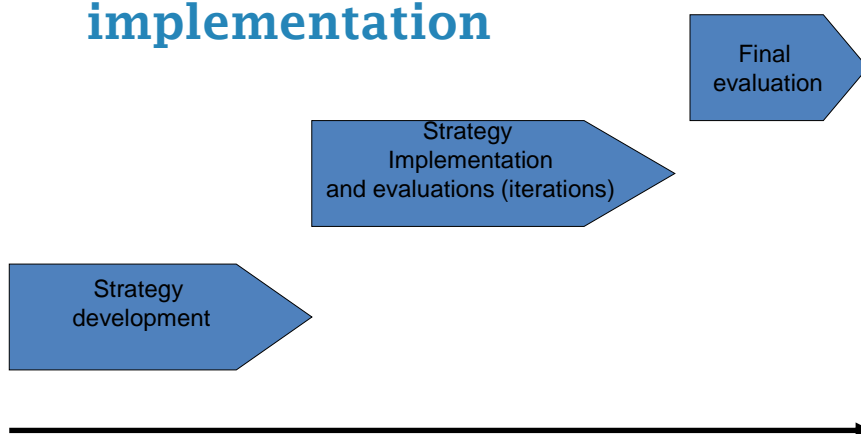 implementation
Final
evaluation
Strategy
Implementation
and evaluations (iterations)
Strategy
development